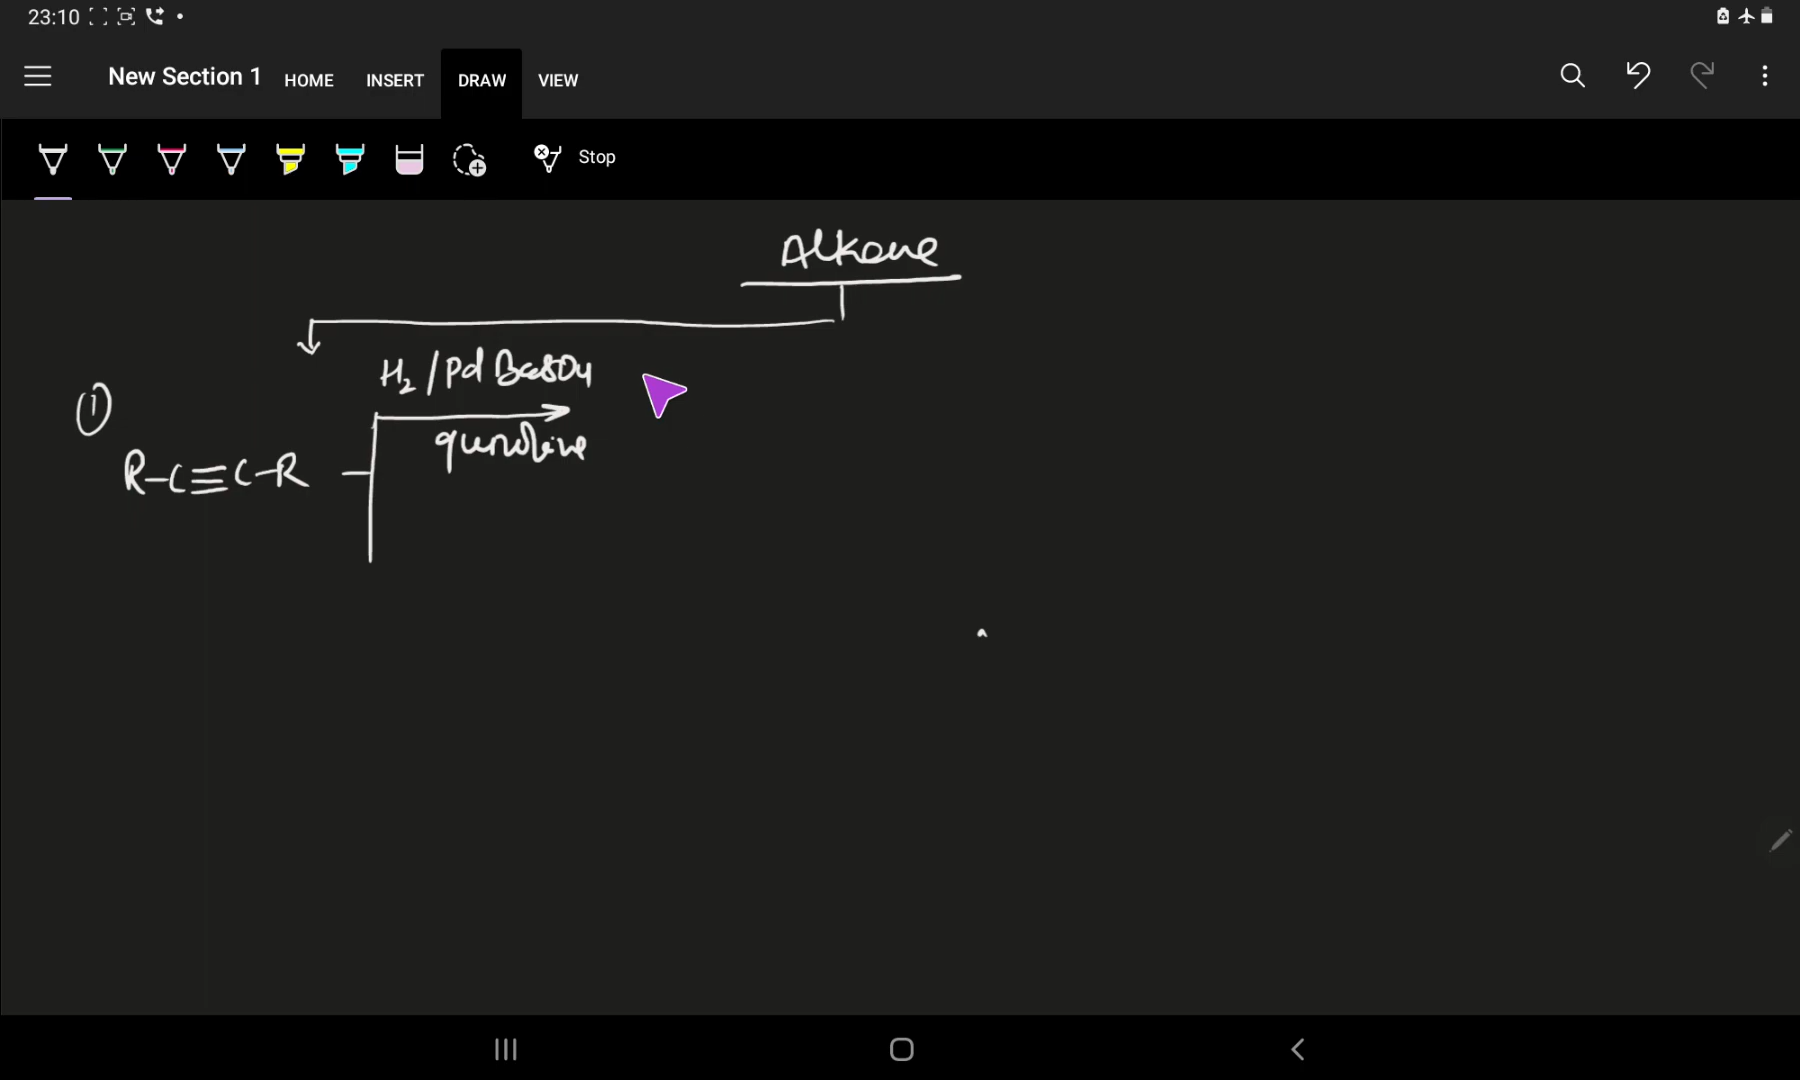 23:10
New Section 1 HOME INSERT DRAW VIEW
Stop
Alkane
H₂/Pd BaSO4
①
quinoline
R-C≡C-R